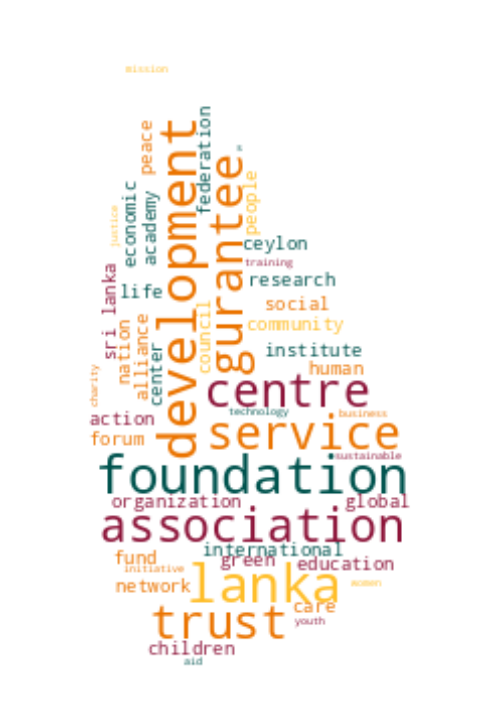 mission
peace
development
federation
s
gurantee
people
economic
academy
justice
ceylon
training
sri lanka
life
research
nation
alliance
center
council
social
community
institute
human
charity
centre
technology
business
action
forum
service
sustainable
foundation
organization
global
association
international
fund
green
education
initiative
network
lanka
women
trust
care
youth
children
aid